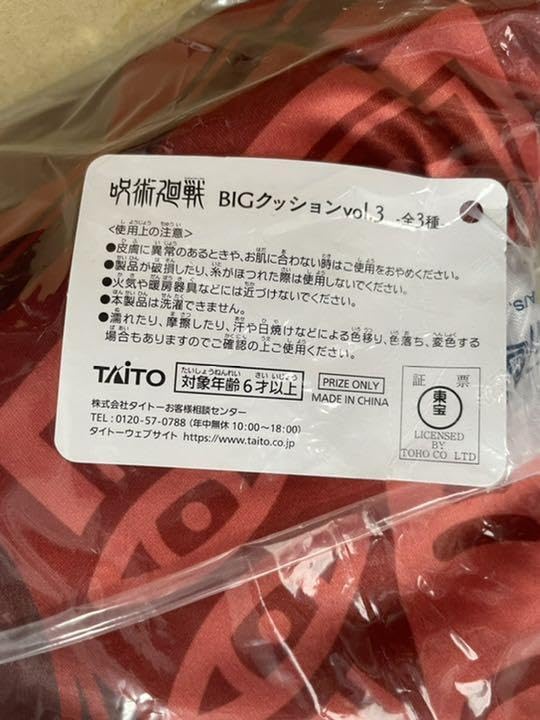 呪術廻戦 BIGクッションvol.3 -全3種-
<使用上の注意>
●皮膚に異常のあるときや、お肌に合わない時はご使用をおやめください。
●製品が破損したり、糸がほつれた際は使用しないでください。
●火気や暖房器具などには近づけないでください。
●本製品は洗濯できません。
●濡れたり、摩擦したり、汗や日焼けなどによる色移り、色落ち、変色する
場合もありますのでご確認の上ご使用ください。
TAITO
対象年齢6才以上
PRIZE ONLY
MADE IN CHINA
株式会社タイトーお客様相談センター
TEL:0120-57-0788(年中無休 10:00~18:00)
タイトーウェブサイト https://www.taito.co.jp
証票
東宝
LICENSED
BY
TOHO CO LTD